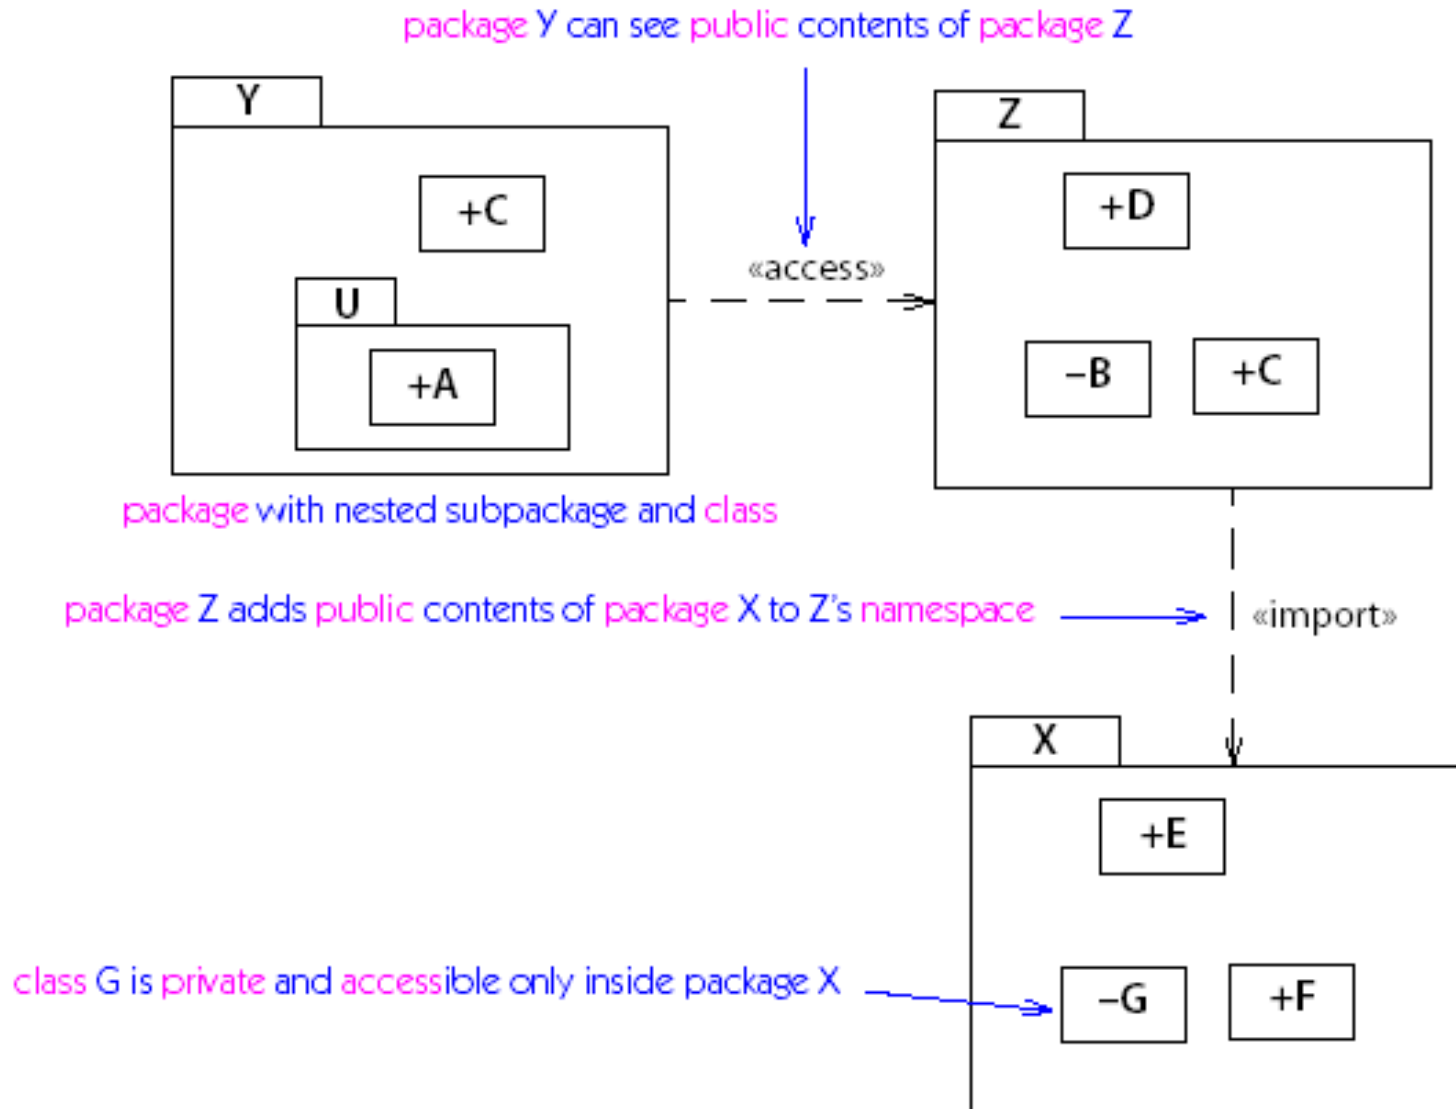 package Y can see public contents of package Z
Y
Z
+C
+D
«access»
U
+A
–B
+C
package with nested subpackage and class
package Z adds public contents of package X to Z's namespace
«import»
X
+E
class G is private and accessible only inside package X
–G
+F